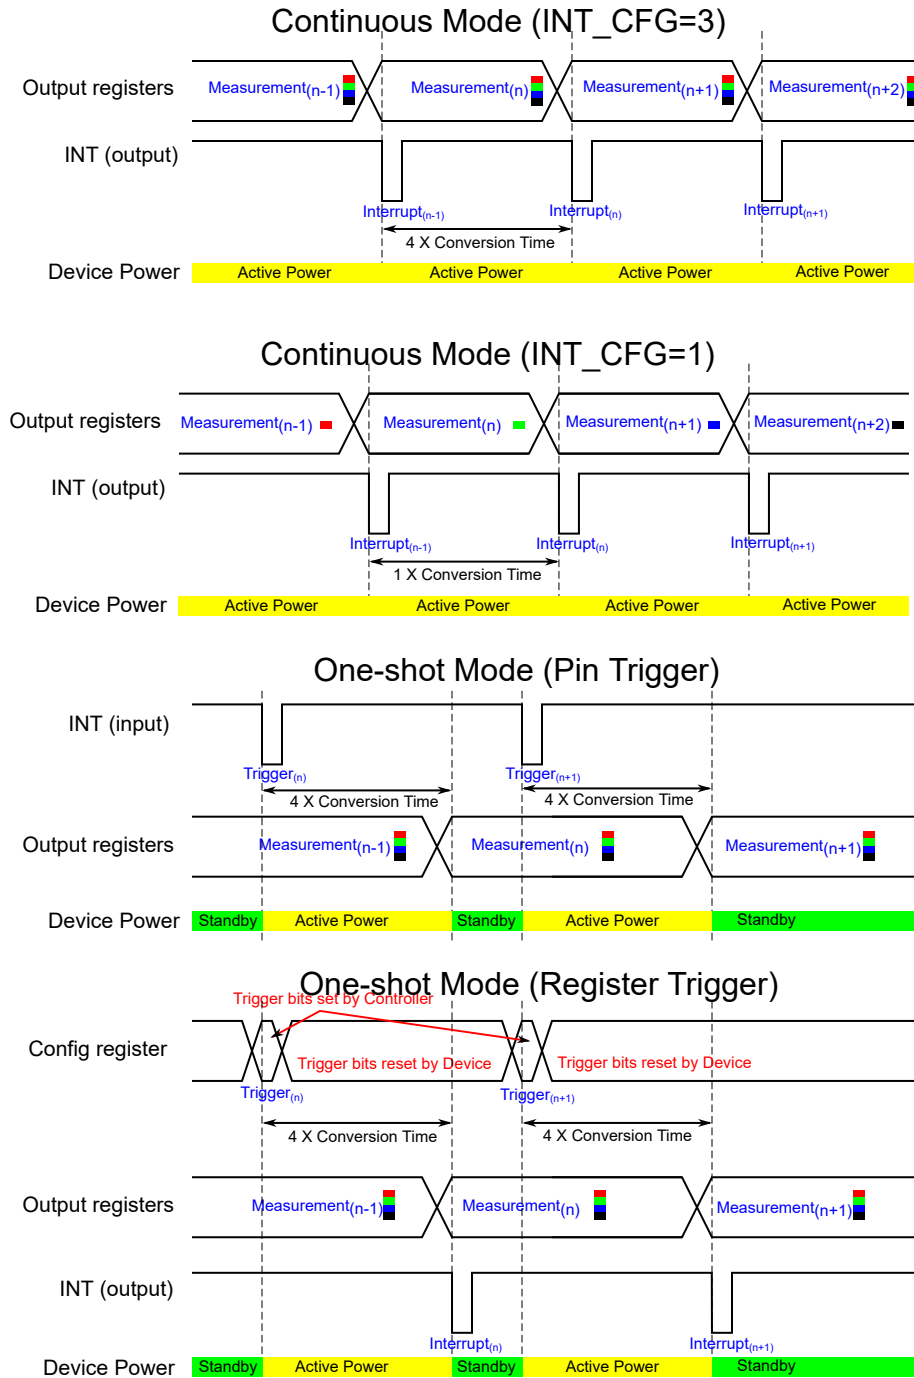 Continuous Mode (INT_CFG=3)
Output registers
Measurement(n-1)
Measurement(n)
Measurement(n+1)
Measurement(n+2)
INT (output)
Interrupt(n-1)
Interrupt(n)
Interrupt(n+1)
4 X Conversion Time
Device Power
Active Power
Active Power
Active Power
Active Power
Continuous Mode (INT_CFG=1)
Output registers
Measurement(n-1)
Measurement(n)
Measurement(n+1)
Measurement(n+2)
INT (output)
Interrupt(n-1)
Interrupt(n)
Interrupt(n+1)
1 X Conversion Time
Device Power
Active Power
Active Power
Active Power
Active Power
One-shot Mode (Pin Trigger)
INT (input)
Trigger(n)
Trigger(n+1)
4 X Conversion Time
4 X Conversion Time
Output registers
Measurement(n-1)
Measurement(n)
Measurement(n+1)
Device Power
Standby
Active Power
Standby
Active Power
Standby
One-shot Mode (Register Trigger)
Trigger bits set by Controller
Config register
Trigger bits reset by Device
Trigger bits reset by Device
Trigger(n)
Trigger(n+1)
4 X Conversion Time
4 X Conversion Time
Output registers
Measurement(n-1)
Measurement(n)
Measurement(n+1)
INT (output)
Interrupt(n)
Interrupt(n+1)
Device Power
Standby
Active Power
Standby
Active Power
Standby